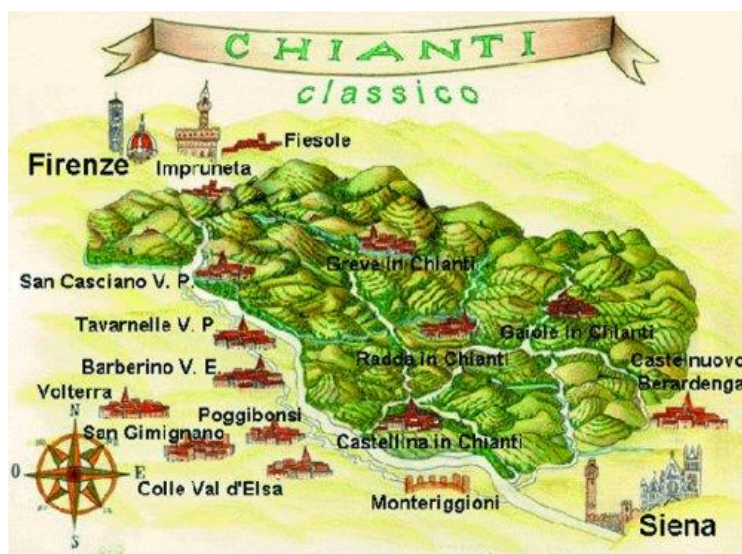 CHIANTI
classico
Fiesole
Firenze
Impruneta
Greve in Chianti
San Casciano V. P.
Tavarnelle V. P.
Gaiole in Chianti
Radda in Chianti
Barberino V. E.
Castelnuovo
Berardenga
Volterra
N
Poggibonsi
San Gimignano
Castellina in Chianti
O
E
Colle Val d'Elsa
Monteriggioni
Siena
S